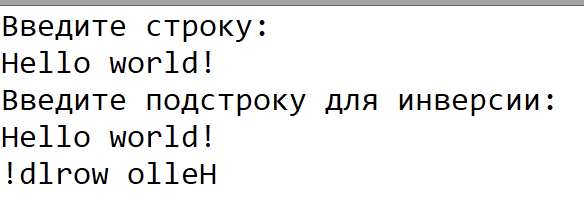 Введите строку:
Hello world!
Введите подстроку для инверсии:
Hello world!
!dlrow olleH